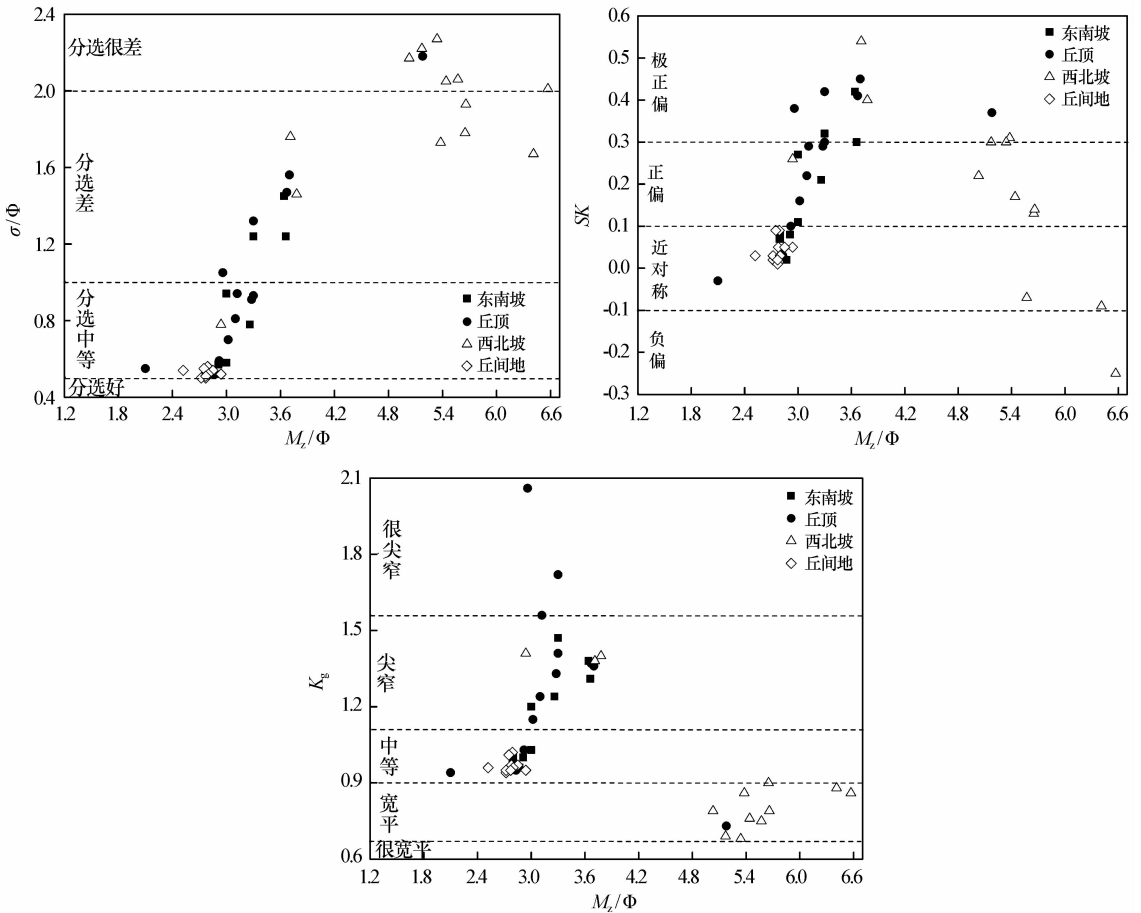 2.4
2.0
1.6
1.2
0.8
0.4
σ/Φ
分选很差
分选差
分选中等
分选好
东南坡
丘顶
西北坡
丘间地
1.2 1.8 2.4 3.0 3.6 4.2 4.8 5.4 6.0 6.6
Mz/Φ
0.6
0.5
0.4
0.3
0.2
0.1
0.0
-0.1
-0.2
-0.3
SK
极正偏
正偏
近对称
负偏
东南坡
丘顶
西北坡
丘间地
1.2 1.8 2.4 3.0 3.6 4.2 4.8 5.4 6.0 6.6
Mz/Φ
2.1
1.8
1.5
1.2
0.9
0.6
Kg
很尖窄
尖窄
中等
宽平
很宽平
东南坡
丘顶
西北坡
丘间地
1.2 1.8 2.4 3.0 3.6 4.2 4.8 5.4 6.0 6.6
Mz/Φ